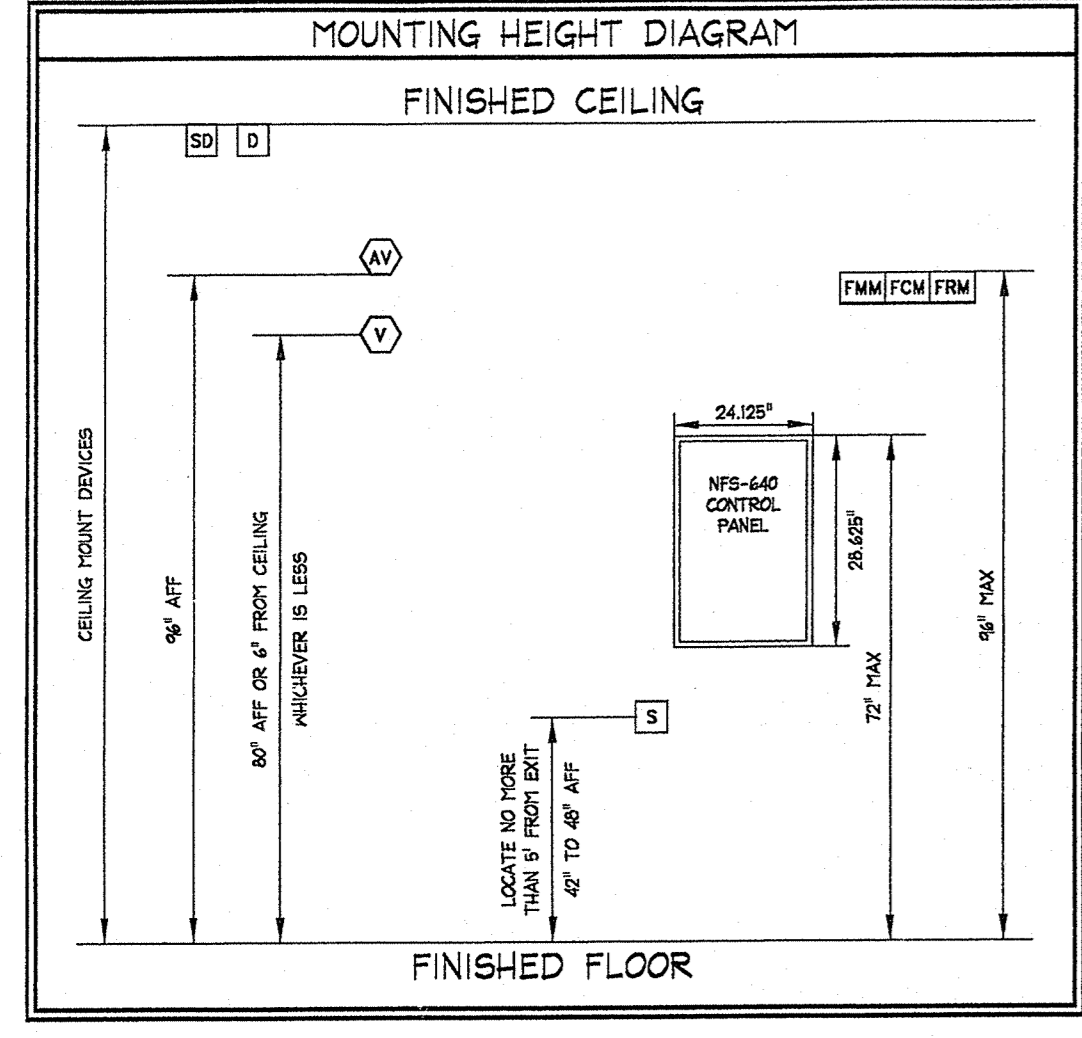 MOUNTING HEIGHT DIAGRAM
FINISHED CEILING
SD D
AV
FMM FCM FRM
V
24.125"
NFS-640
CONTROL
PANEL
28.625"
CEILING MOUNT DEVICES
96" AFF
80" AFF OR 6" FROM CEILING
WHICHEVER IS LESS
96" MAX
72" MAX
S
LOCATE NO MORE
THAN 5' FROM EXIT
42" TO 48" AFF
FINISHED FLOOR